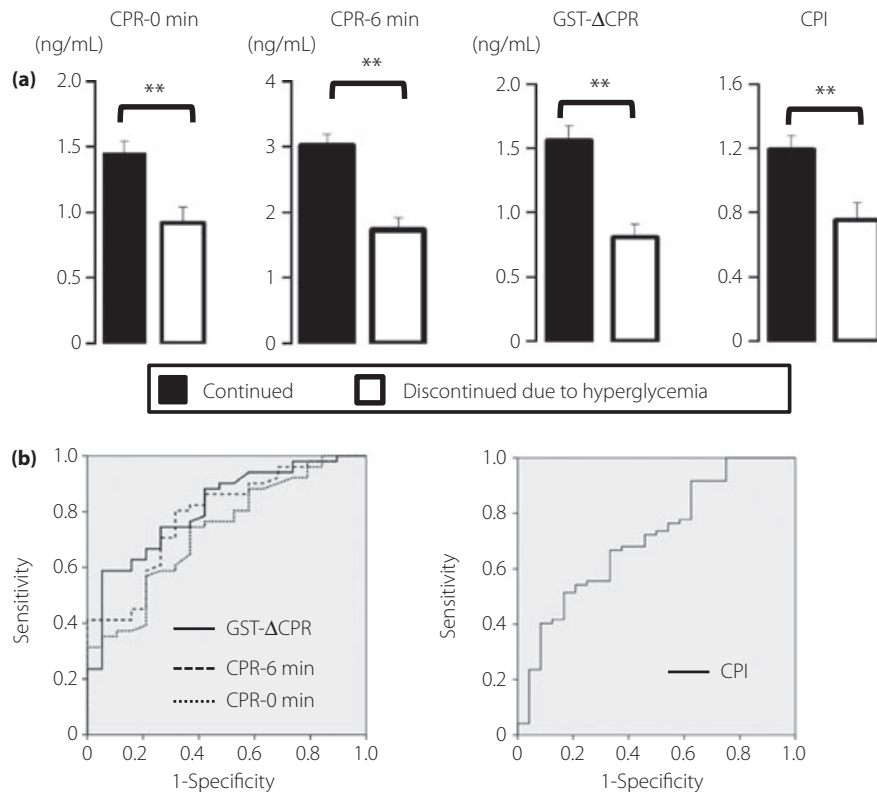 CPR-0 min CPR-6 min GST-ΔCPR CPI
(ng/mL) (ng/mL) (ng/mL)
(a) 2.0 4 2.0 1.6
** ** ** **
1.5 3 1.5 1.2
1.0 2 1.0 0.8
0.5 1 0.5 0.4
0 0 0 0
Continued Discontinued due to hyperglycemia
(b)
1.0
0.8
0.6
0.4
0.2
0
Sensitivity
GST-ΔCPR
CPR-6 min
CPR-0 min
0 0.2 0.4 0.6 0.8 1.0
1-Specificity
1.0
0.8
0.6
0.4
0.2
0
Sensitivity
CPI
0 0.2 0.4 0.6 0.8 1.0
1-Specificity